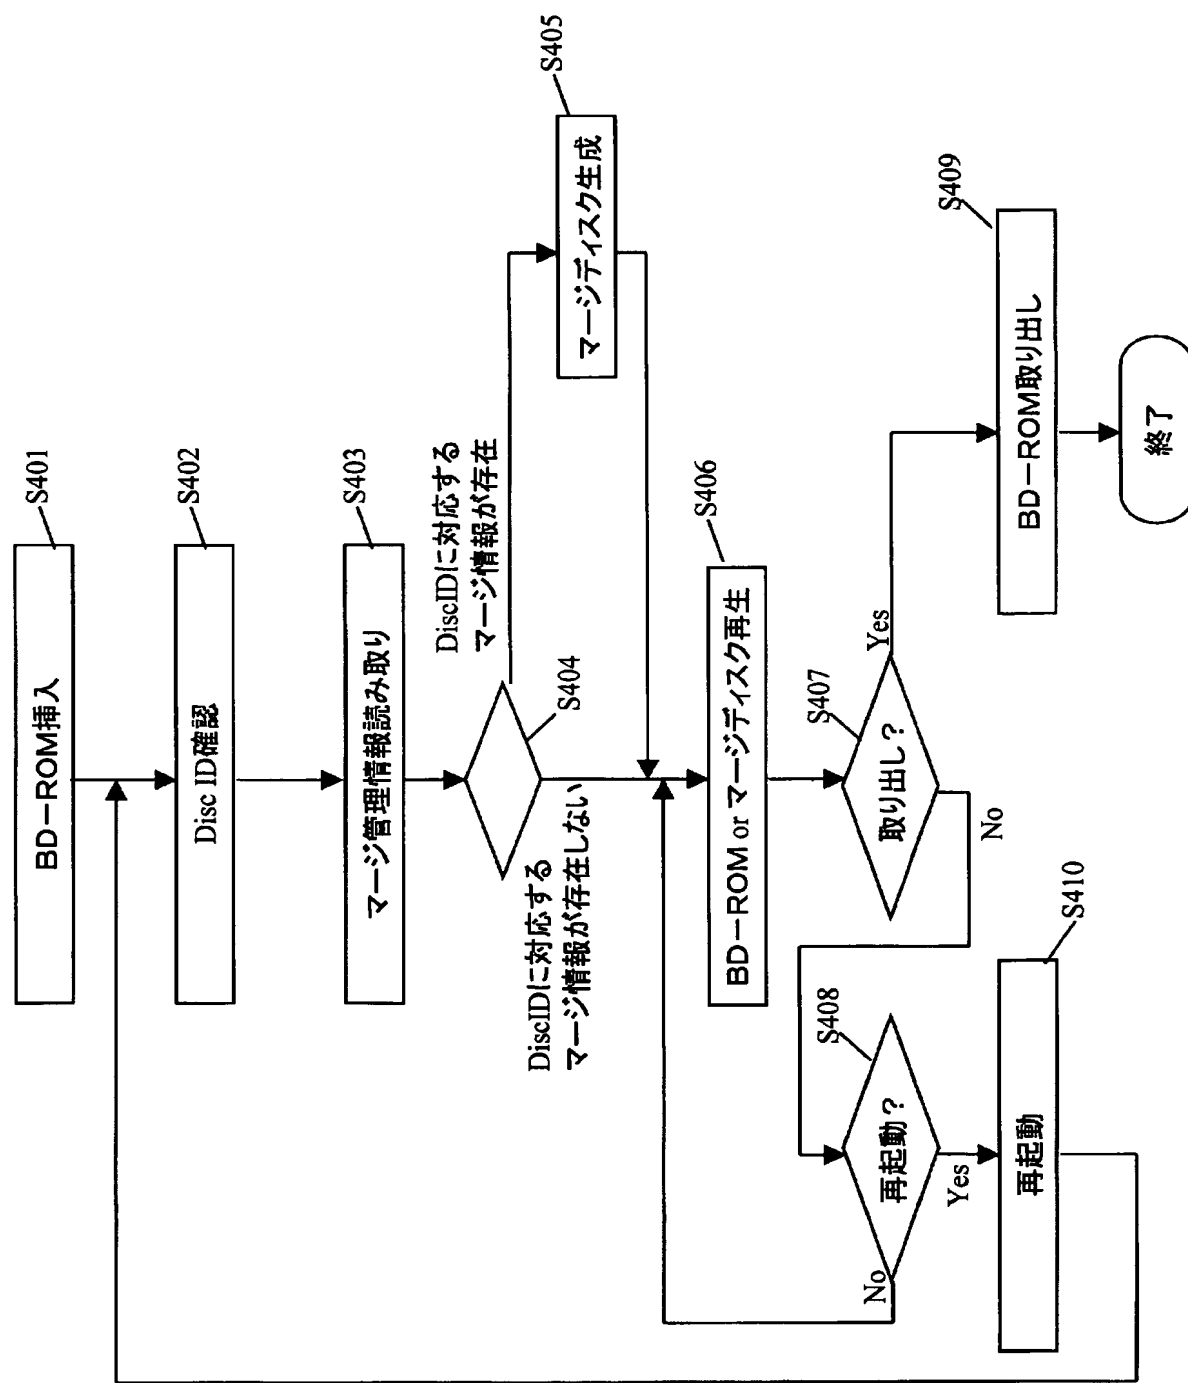 BD－ROM挿入
S401
Disc ID確認
S402
マージ管理情報読み取り
S403
S404
DiscIDに対応する
マージ情報が存在
マージディスク生成
S405
DiscIDに対応する
マージ情報が存在しない
BD－ROM or マージディスク再生
S406
取り出し？
S407
Yes
No
再起動？
S408
No
Yes
BD－ROM取り出し
S409
再起動
S410
終了